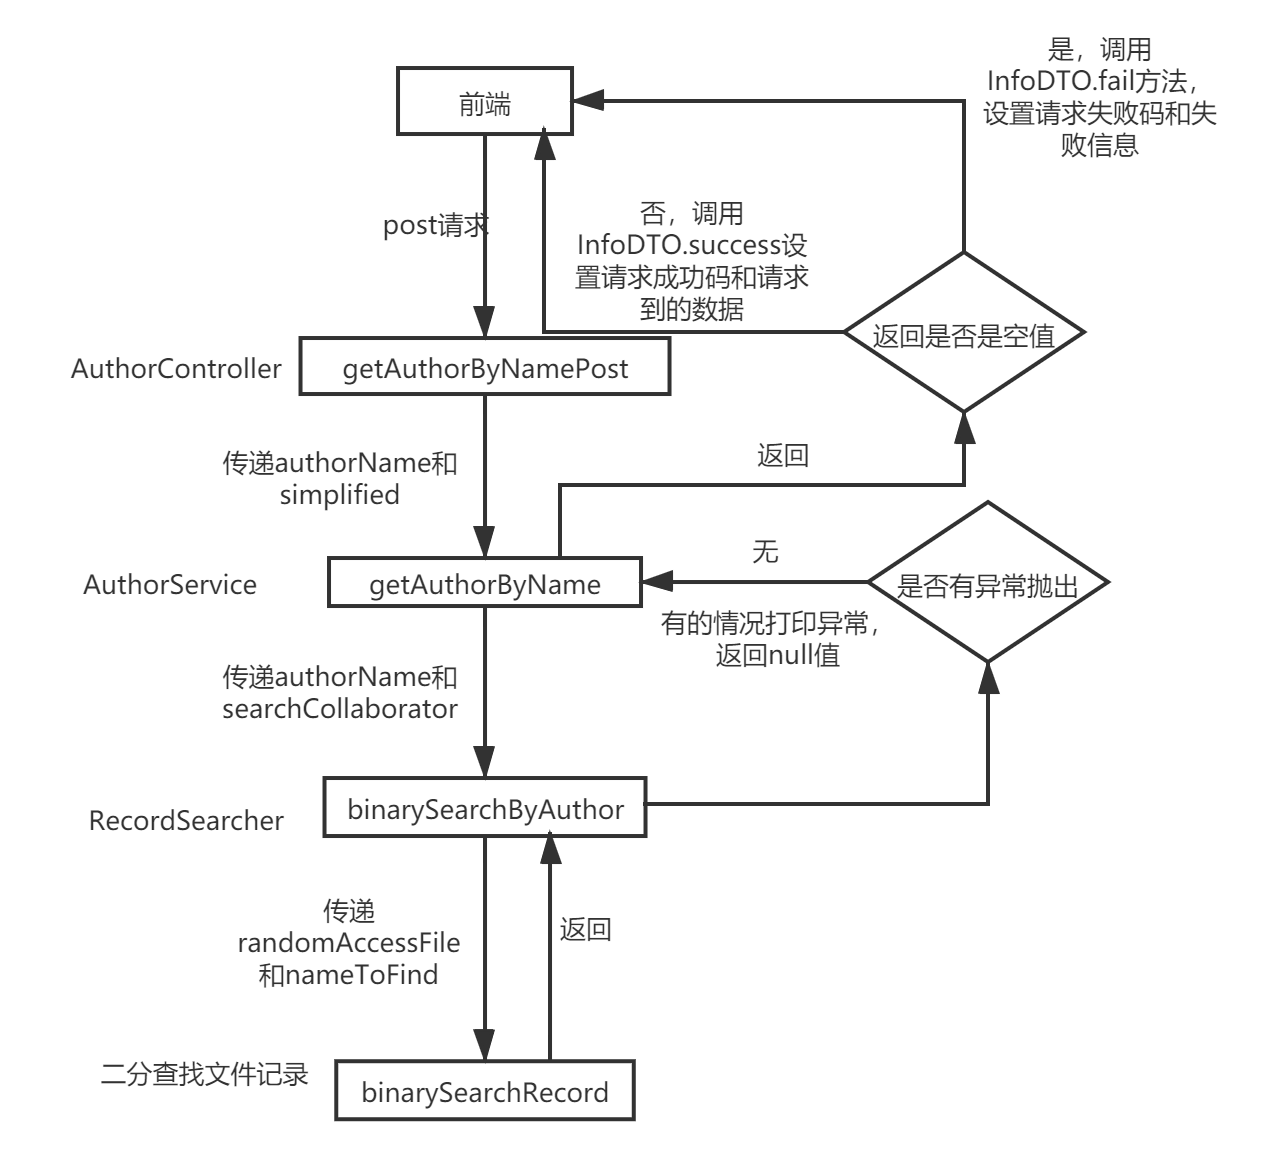 是，调用
InfoDTO.fail方法，
设置请求失败码和失
败信息
前端
post请求
否，调用
InfoDTO.success设
置请求成功码和请求
到的数据
返回是否是空值
AuthorController
getAuthorByNamePost
传递authorName和
simplified
返回
无
AuthorService
getAuthorByName
是否有异常抛出
有的情况打印异常，
返回null值
传递authorName和
searchCollaborator
RecordSearcher
binarySearchByAuthor
传递
randomAccessFile
和nameToFind
返回
二分查找文件记录
binarySearchRecord